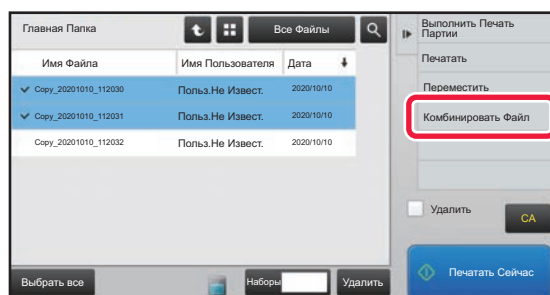 Главная Папка
Все Файлы
Имя Файла Имя Пользователя Дата
Copy_20201010_112030 Польз.Не Извест. 2020/10/10
Copy_20201010_112031 Польз.Не Извест. 2020/10/10
Copy_20201010_112032 Польз.Не Извест. 2020/10/10
Выбрать все
Наборы
Удалить
Выполнить Печать
Партии
Печатать
Переместить
Комбинировать Файл
Удалить
CA
Печатать Сейчас